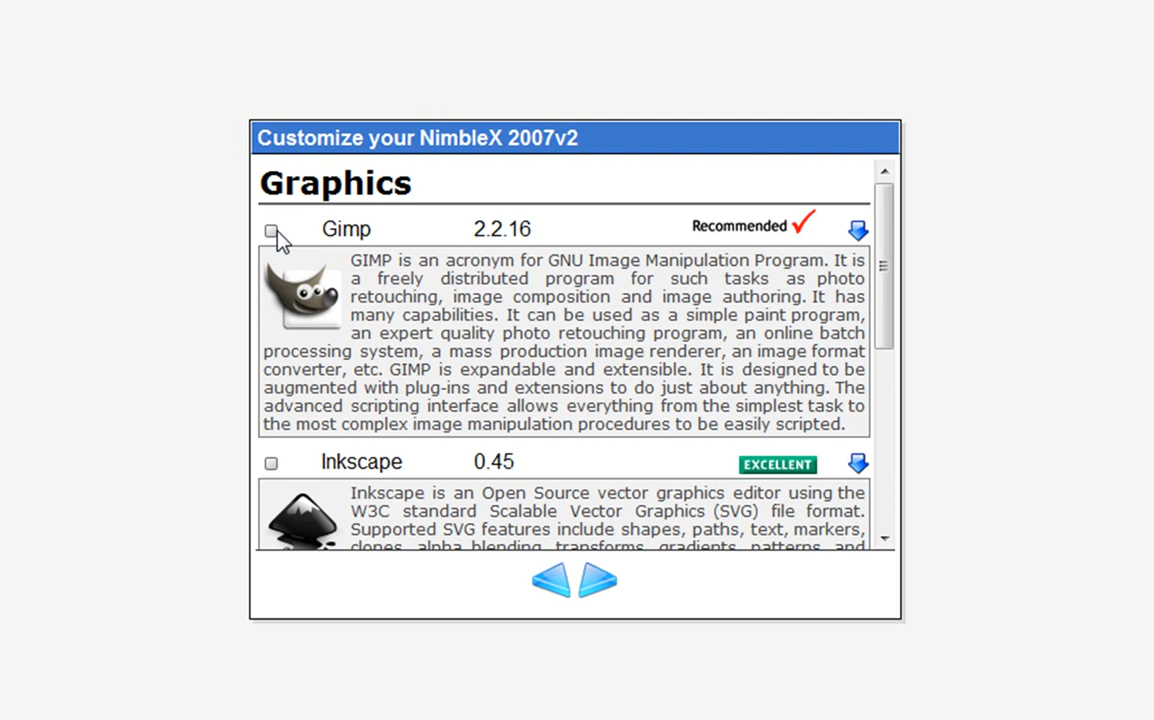 Customize your NimbleX 2007v2
Graphics
Gimp 2.2.16 Recommended
GIMP is an acronym for GNU Image Manipulation Program. It is
a freely distributed program for such tasks as photo
retouching, image composition and image authoring. It has
many capabilities. It can be used as a simple paint program,
an expert quality photo retouching program, an online batch
processing system, a mass production image renderer, an image format
converter, etc. GIMP is expandable and extensible. It is designed to be
augmented with plug-ins and extensions to do just about anything. The
advanced scripting interface allows everything from the simplest task to
the most complex image manipulation procedures to be easily scripted.
Inkscape 0.45 EXCELLENT
Inkscape is an Open Source vector graphics editor using the
W3C standard Scalable Vector Graphics (SVG) file format.
Supported SVG features include shapes, paths, text, markers,
clones, alpha blending, transforms, gradients, patterns, and